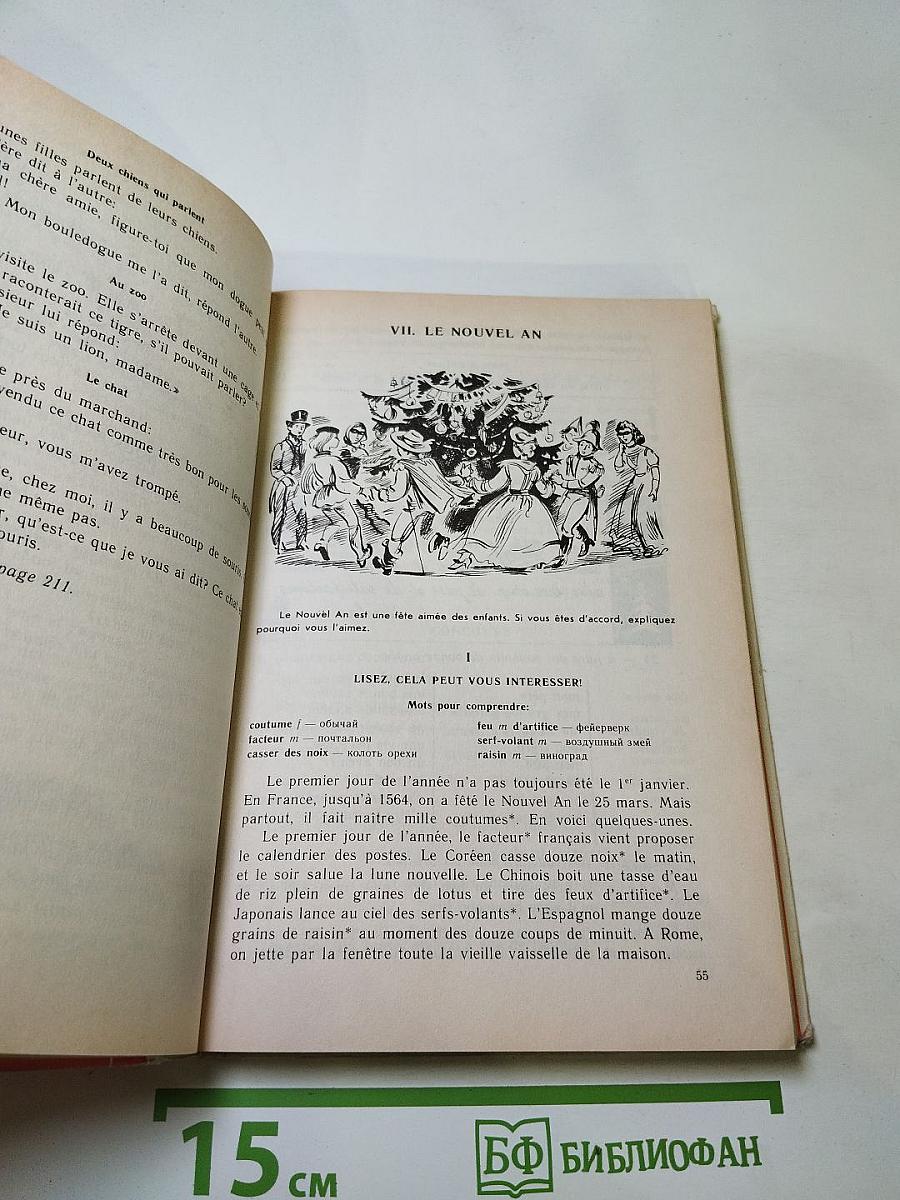 Deux chiens qui parlent
unes filles parlent de leurs chiens.
dit à l'autre:
chère amie, figure-toi que mon dogue
Mon bouledogue me l'a dit, répond l'autre.
Au zoo
visite le zoo. Elle s'arrête devant une cage
raconterait ce tigre, s'il pouvait parler?
sieur lui répond:
Je suis un lion, madame.»
Le chat
près du marchand:
vendu ce chat comme très bon pour les
eur, vous m'avez trompé.
chez moi, il y a beaucoup de souris,
même pas.
qu'est-ce que je vous ai dit? Ce chat
ouris.
page 211.
VII. LE NOUVEL AN
Le Nouvel An est une fête aimée des enfants. Si vous êtes d'accord, expliquez
pourquoi vous l'aimez.
I
LISEZ, CELA PEUT VOUS INTERESSER!
Mots pour comprendre:
coutume f — обычай
facteur m — почтальон
casser des noix — колоть орехи
feu m d'artifice — фейерверк
serf-volant m — воздушный змей
raisin m — виноград
Le premier jour de l'année n'a pas toujours été le 1er janvier.
En France, jusqu'à 1564, on a fêté le Nouvel An le 25 mars. Mais
partout, il fait naître mille coutumes*. En voici quelques-unes.
Le premier jour de l'année, le facteur* français vient proposer
le calendrier des postes. Le Coréen casse douze noix* le matin,
et le soir salue la lune nouvelle. Le Chinois boit une tasse d'eau
de riz plein de graines de lotus et tire des feux d'artifice*. Le
Japonais lance au ciel des serfs-volants*. L'Espagnol mange douze
grains de raisin* au moment des douze coups de minuit. A Rome,
on jette par la fenêtre toute la vieille vaisselle de la maison.
55
15 см
БФ БИБЛИОФАН